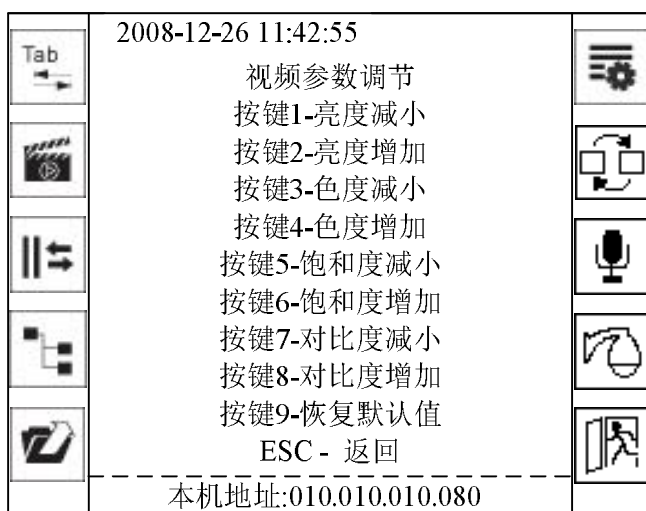 Tab
2008-12-26 11:42:55
视频参数调节
按键1-亮度减小
按键2-亮度增加
按键3-色度减小
按键4-色度增加
按键5-饱和度减小
按键6-饱和度增加
按键7-对比度减小
按键8-对比度增加
按键9-恢复默认值
ESC - 返回
本机地址:010.010.010.080